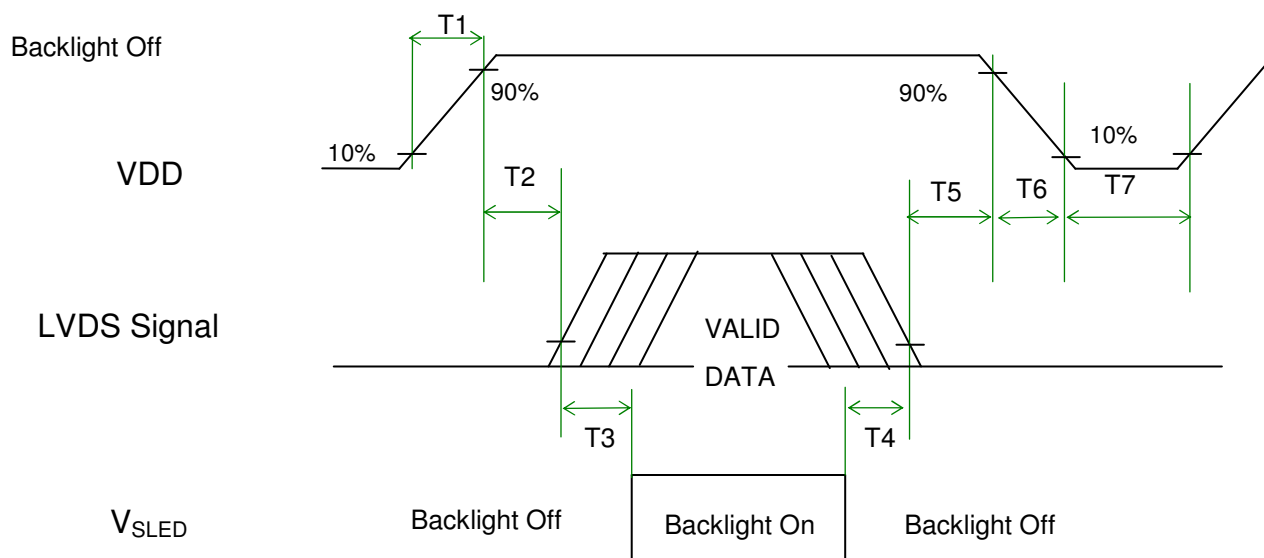 Backlight Off
T1
90%
90%
10%
10%
VDD
T2
T5
T6
T7
LVDS Signal
VALID
DATA
T3
T4
VSLED
Backlight Off
Backlight On
Backlight Off